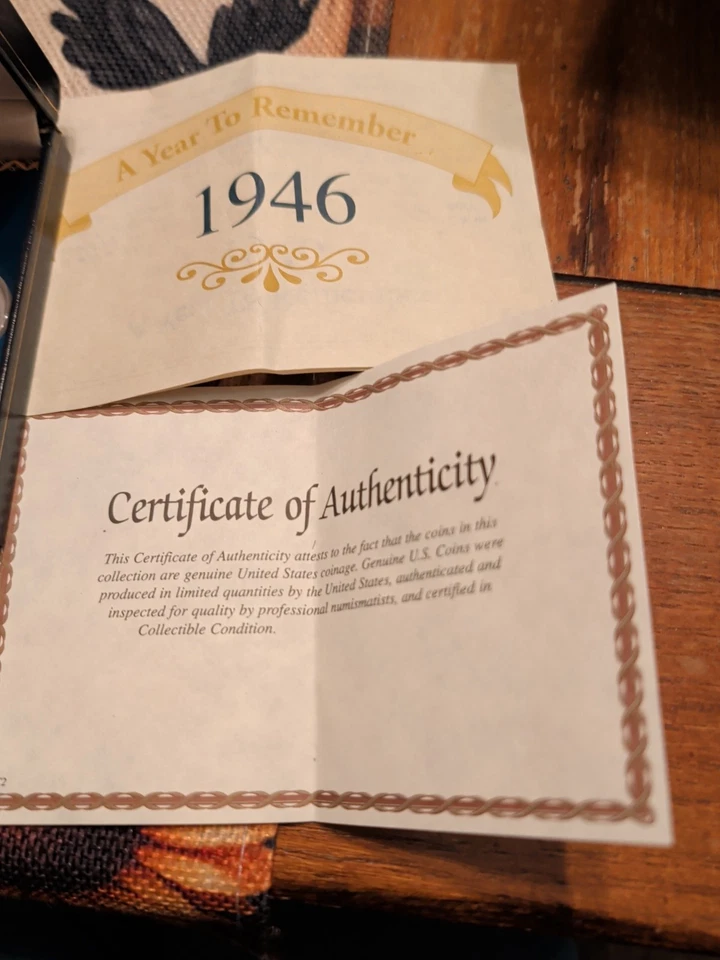 A Year To Remember
1946
Certificate of Authenticity
This Certificate of Authenticity attests to the fact that the coins in this
collection are genuine United States coinage. Genuine U.S. Coins were
produced in limited quantities by the United States, authenticated and
inspected for quality by professional numismatists, and certified in
Collectible Condition.